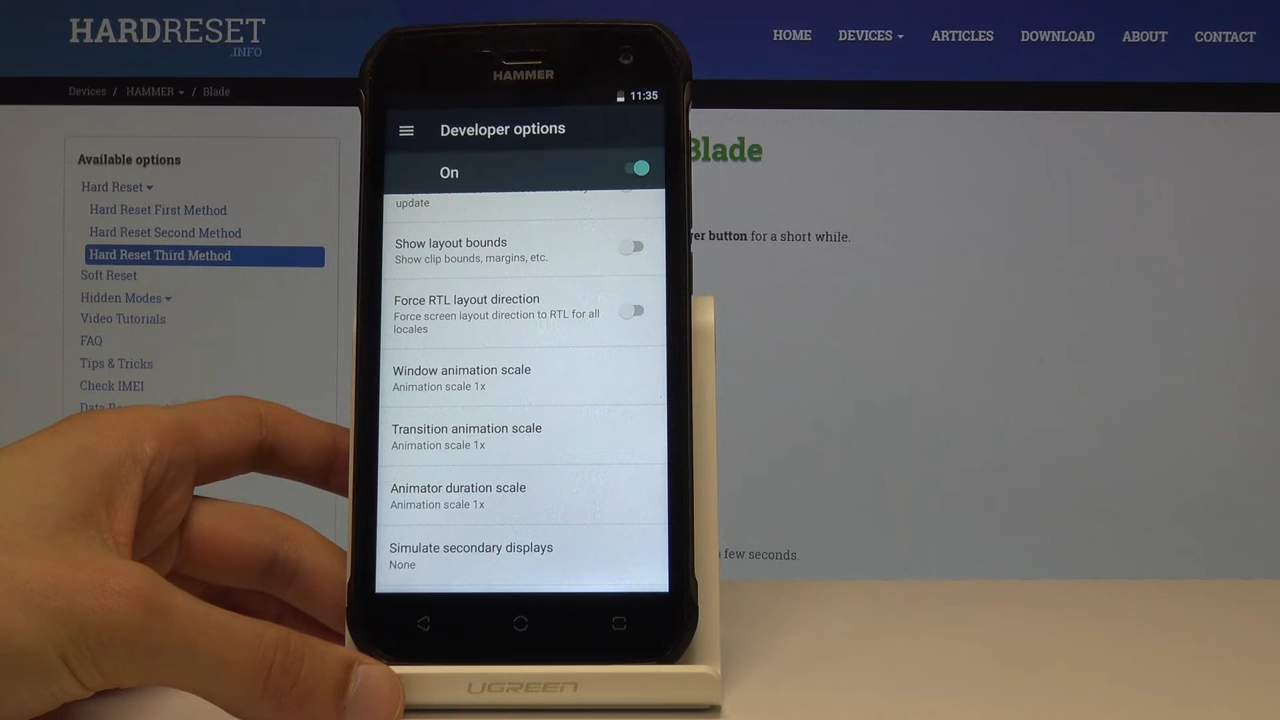 HARDRESET
.INFO
HOME
DEVICES
ARTICLES
DOWNLOAD
ABOUT
CONTACT
Devices / HAMMER / Blade
Available options
Hard Reset
Hard Reset First Method
Hard Reset Second Method
Hard Reset Third Method
Soft Reset
Hidden Modes
Video Tutorials
FAQ
Tips & Tricks
Check IMEI
Blade
button for a short while.
few seconds.
HAMMER
11:35
Developer options
On
update
Show layout bounds
Show clip bounds, margins, etc.
Force RTL layout direction
Force screen layout direction to RTL for all
locales
Window animation scale
Animation scale 1x
Transition animation scale
Animation scale 1x
Animator duration scale
Animation scale 1x
Simulate secondary displays
None
UGREEN